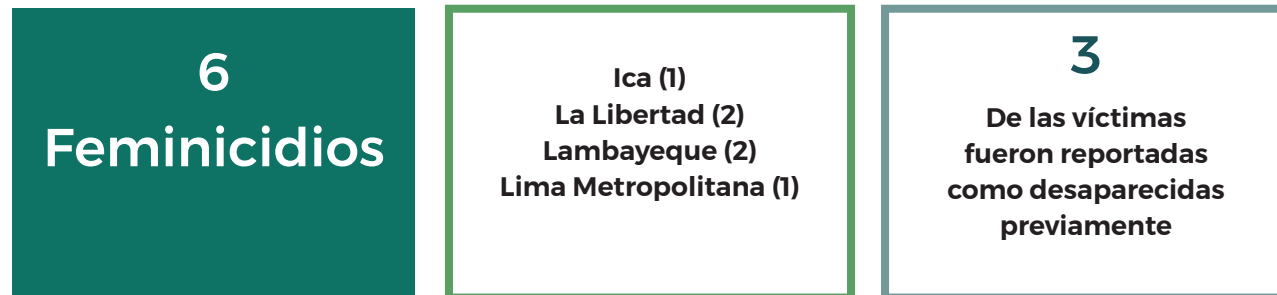 6
Feminicidios
Ica (1)
La Libertad (2)
Lambayeque (2)
Lima Metropolitana (1)
3
De las víctimas
fueron reportadas
como desaparecidas
previamente